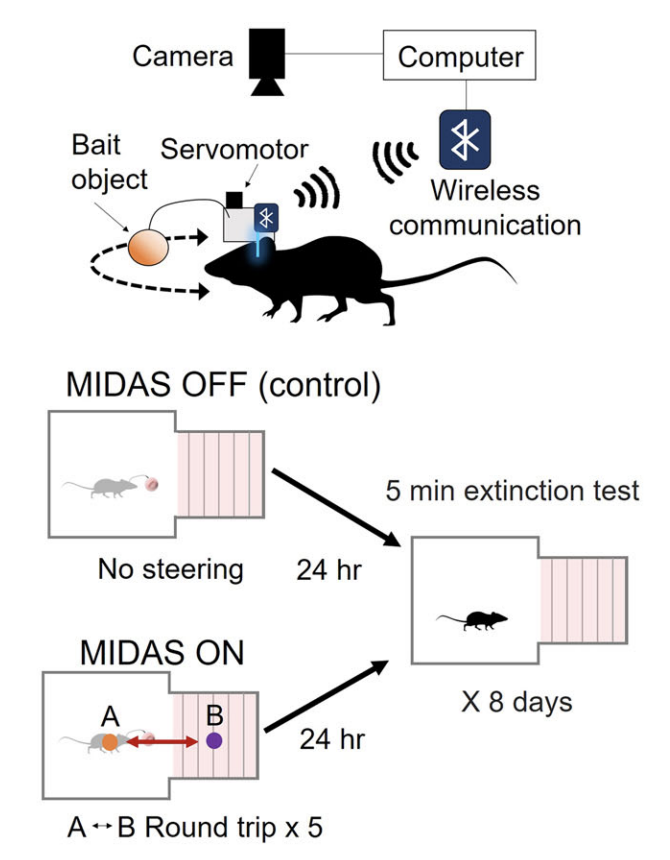 Camera
Computer
Bait
object
Servomotor
Wireless
communication
MIDAS OFF (control)
5 min extinction test
No steering
24 hr
MIDAS ON
A
B
X 8 days
24 hr
A ↔ B Round trip x 5